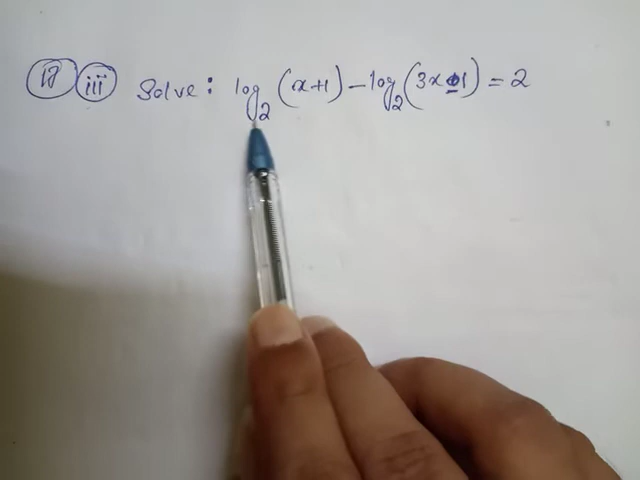 18 iii Solve: log₂(x+1) – log₂(3x-1) = 2